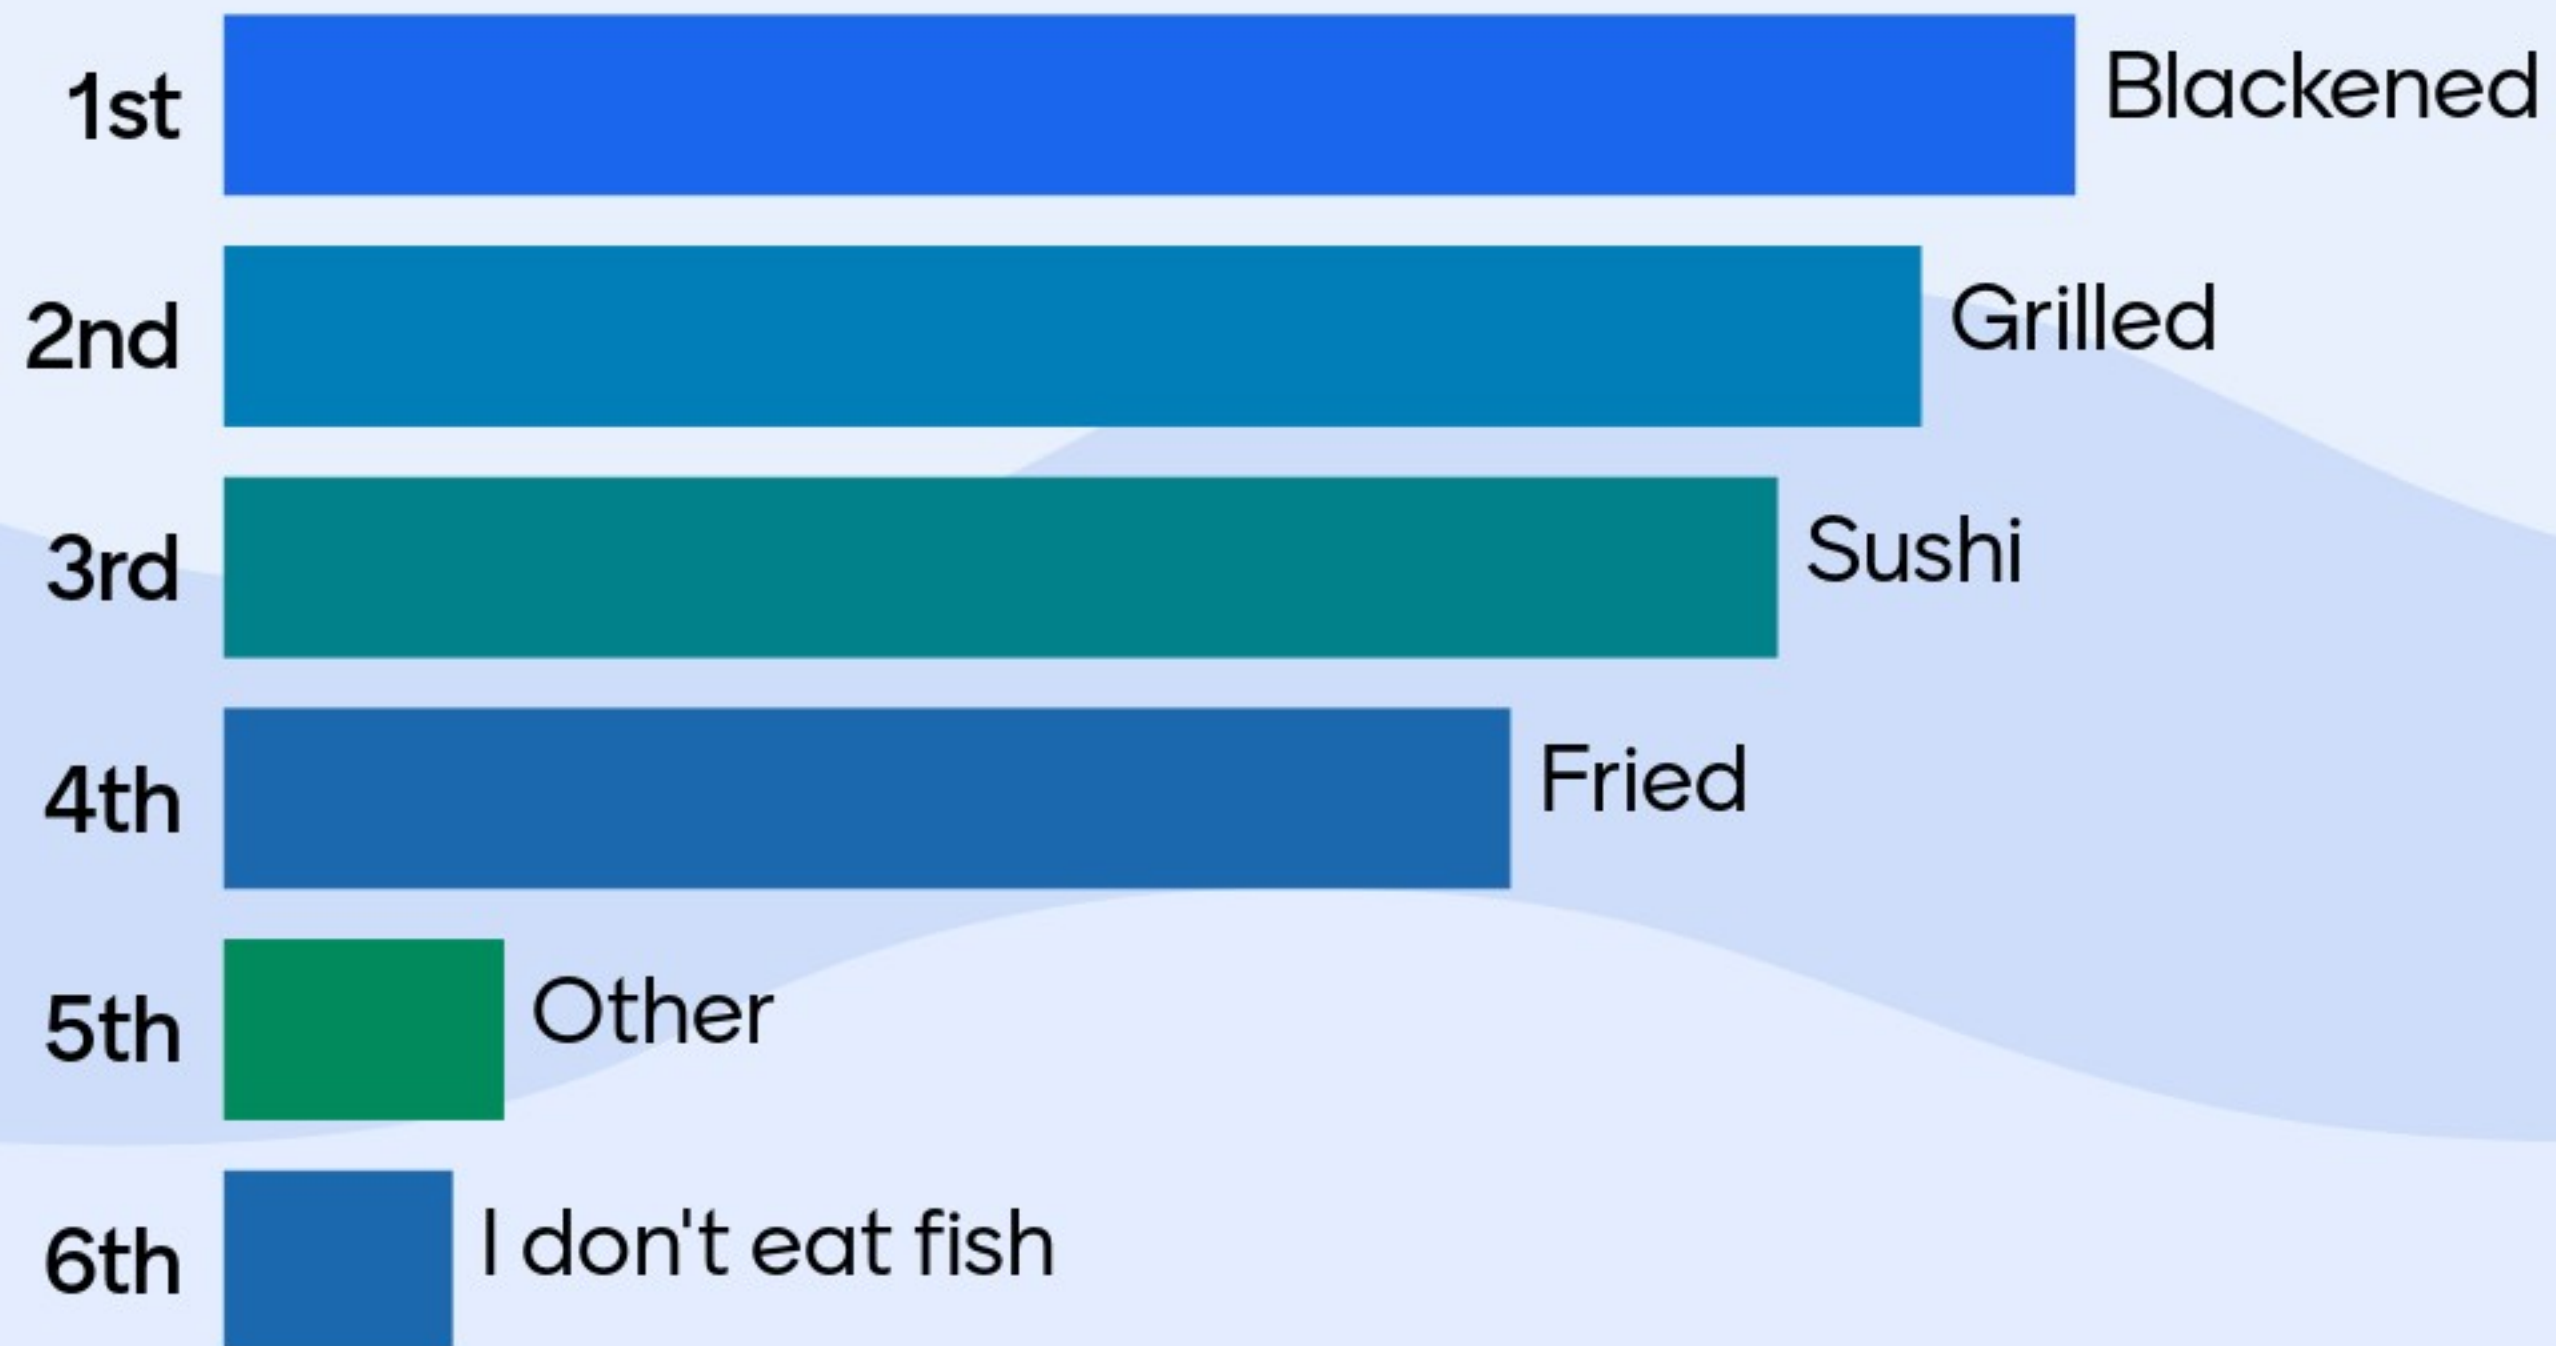 1st Blackened
2nd Grilled
3rd Sushi
4th Fried
5th Other
6th I don't eat fish